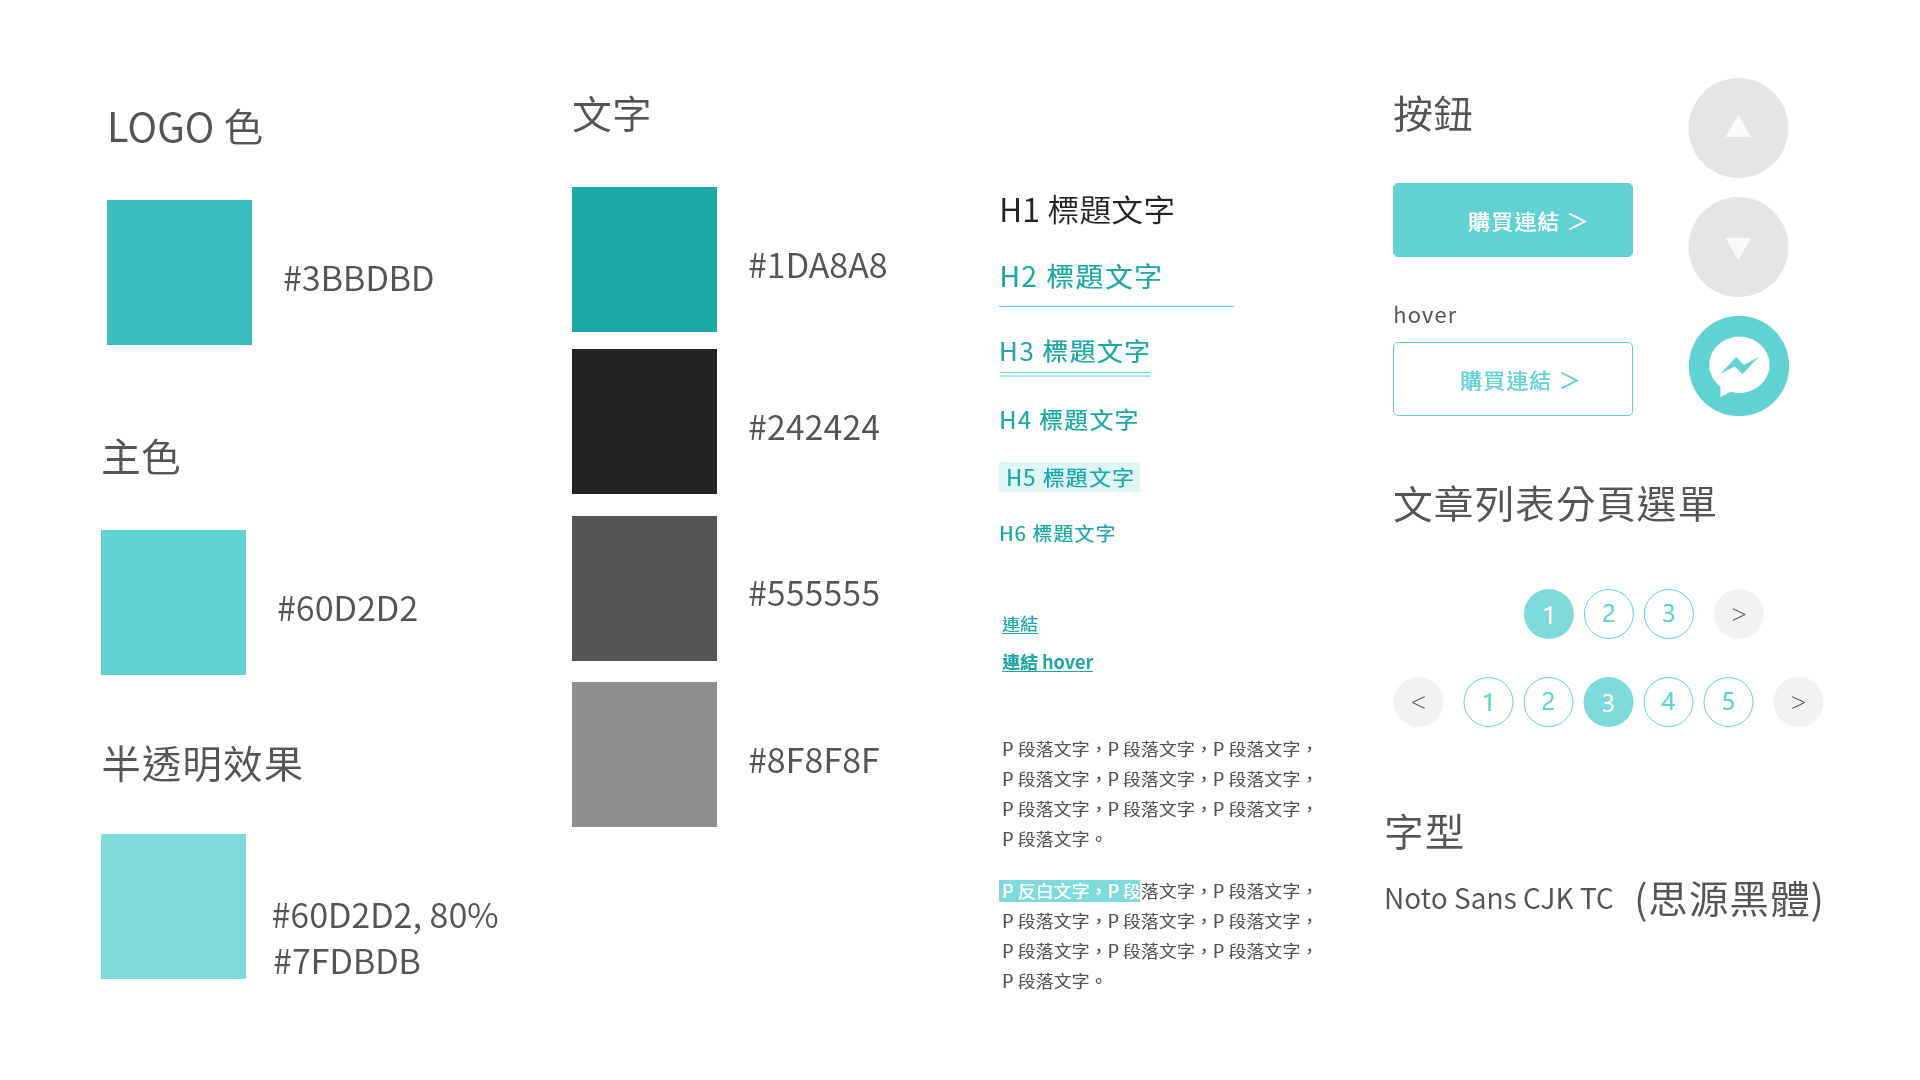 LOGO 色
#3BBDBD
主色
#60D2D2
半透明效果
#60D2D2, 80%
#7FDBDB
文字
#1DA8A8
#242424
#555555
#8F8F8F
H1 標題文字
H2 標題文字
H3 標題文字
H4 標題文字
H5 標題文字
H6 標題文字
連結
連結 hover
P 段落文字，P 段落文字，P 段落文字，
P 段落文字，P 段落文字，P 段落文字，
P 段落文字，P 段落文字，P 段落文字，
P 段落文字。
P 反白文字，P 段落文字，P 段落文字，
P 段落文字，P 段落文字，P 段落文字，
P 段落文字，P 段落文字，P 段落文字，
P 段落文字。
按鈕
購買連結 >
hover
購買連結 >
文章列表分頁選單
1 2 3 >
< 1 2 3 4 5 >
字型
Noto Sans CJK TC (思源黑體)